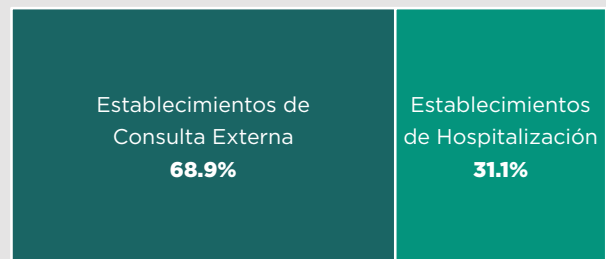 Establecimientos de
Consulta Externa
68.9%
Establecimientos
de Hospitalización
31.1%